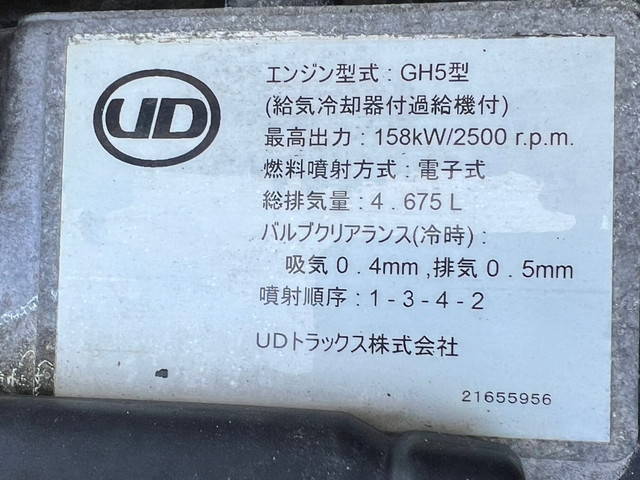 UD
エンジン型式 : GH5型
(給気冷却器付過給機付)
最高出力 : 158kW/2500 r.p.m.
燃料噴射方式 : 電子式
総排気量 : 4 . 675 L
バルブクリアランス(冷時) :
吸気 0 . 4mm , 排気 0 . 5mm
噴射順序 : 1 - 3 - 4 - 2
UDトラックス株式会社
21655956